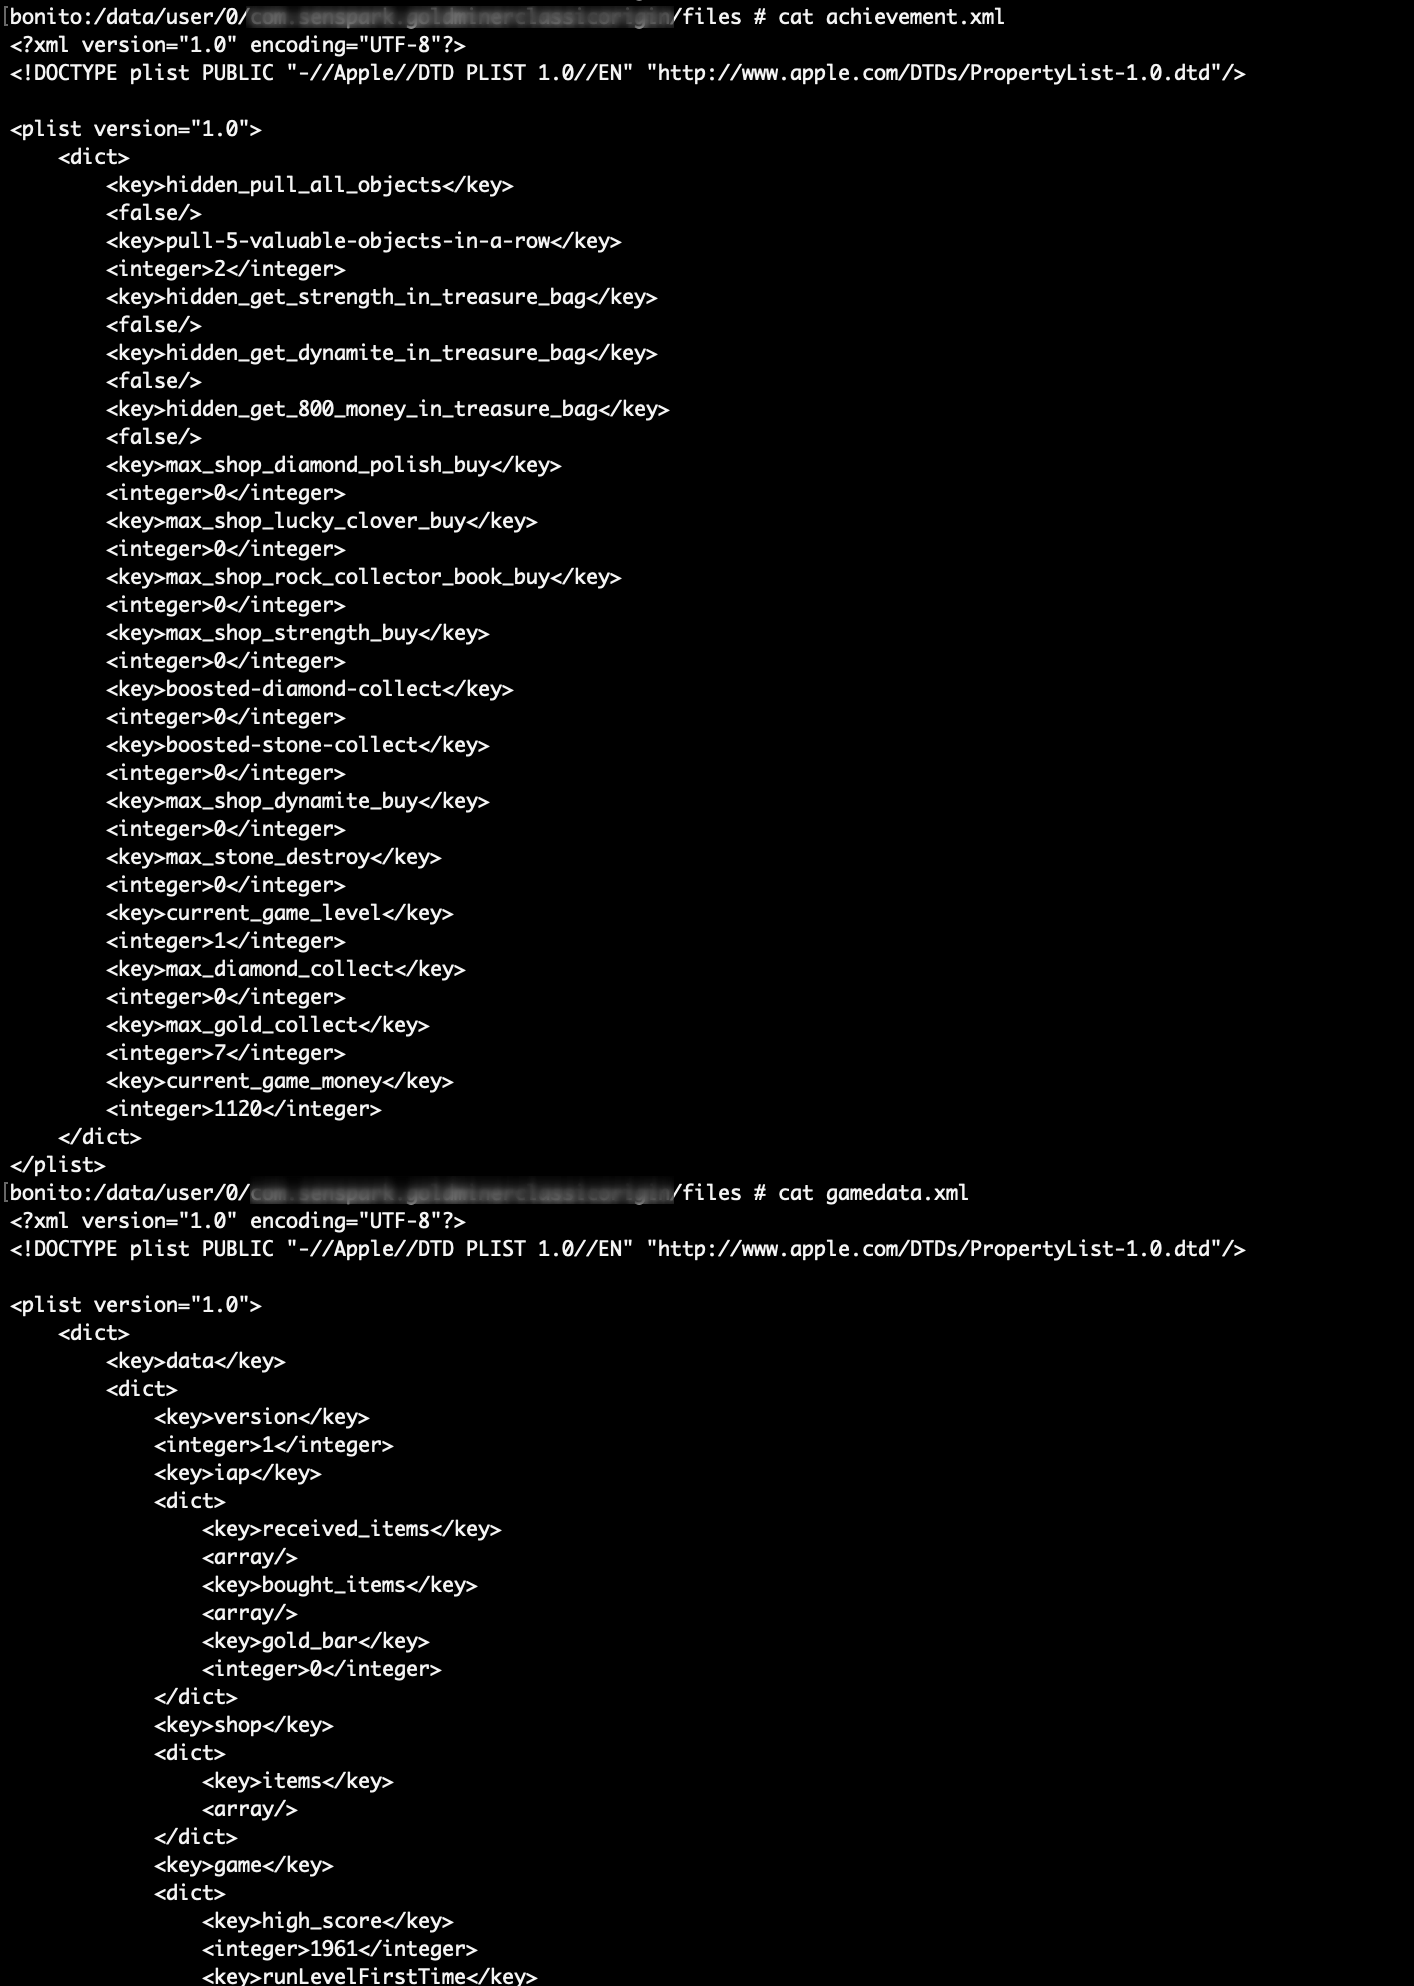 bonito:/data/user/0/com.senspark.goldminerclassicorigin/files # cat achievement.xml
<?xml version="1.0" encoding="UTF-8"?>
<!DOCTYPE plist PUBLIC "-//Apple//DTD PLIST 1.0//EN" "http://www.apple.com/DTDs/PropertyList-1.0.dtd"/>
<plist version="1.0">
<dict>
<key>hidden_pull_all_objects</key>
<false/>
<key>pull-5-valuable-objects-in-a-row</key>
<integer>2</integer>
<key>hidden_get_strength_in_treasure_bag</key>
<false/>
<key>hidden_get_dynamite_in_treasure_bag</key>
<false/>
<key>hidden_get_800_money_in_treasure_bag</key>
<false/>
<key>max_shop_diamond_polish_buy</key>
<integer>0</integer>
<key>max_shop_lucky_clover_buy</key>
<integer>0</integer>
<key>max_shop_rock_collector_book_buy</key>
<integer>0</integer>
<key>max_shop_strength_buy</key>
<integer>0</integer>
<key>boosted-diamond-collect</key>
<integer>0</integer>
<key>boosted-stone-collect</key>
<integer>0</integer>
<key>max_shop_dynamite_buy</key>
<integer>0</integer>
<key>max_stone_destroy</key>
<integer>0</integer>
<key>current_game_level</key>
<integer>1</integer>
<key>max_diamond_collect</key>
<integer>0</integer>
<key>max_gold_collect</key>
<integer>7</integer>
<key>current_game_money</key>
<integer>1120</integer>
</dict>
</plist>
bonito:/data/user/0/com.senspark.goldminerclassicorigin/files # cat gamedata.xml
<?xml version="1.0" encoding="UTF-8"?>
<!DOCTYPE plist PUBLIC "-//Apple//DTD PLIST 1.0//EN" "http://www.apple.com/DTDs/PropertyList-1.0.dtd"/>
<plist version="1.0">
<dict>
<key>data</key>
<dict>
<key>version</key>
<integer>1</integer>
<key>iap</key>
<dict>
<key>received_items</key>
<array/>
<key>bought_items</key>
<array/>
<key>gold_bar</key>
<integer>0</integer>
</dict>
<key>shop</key>
<dict>
<key>items</key>
<array/>
</dict>
<key>game</key>
<dict>
<key>high_score</key>
<integer>1961</integer>
<key>runLevelFirstTime</key>